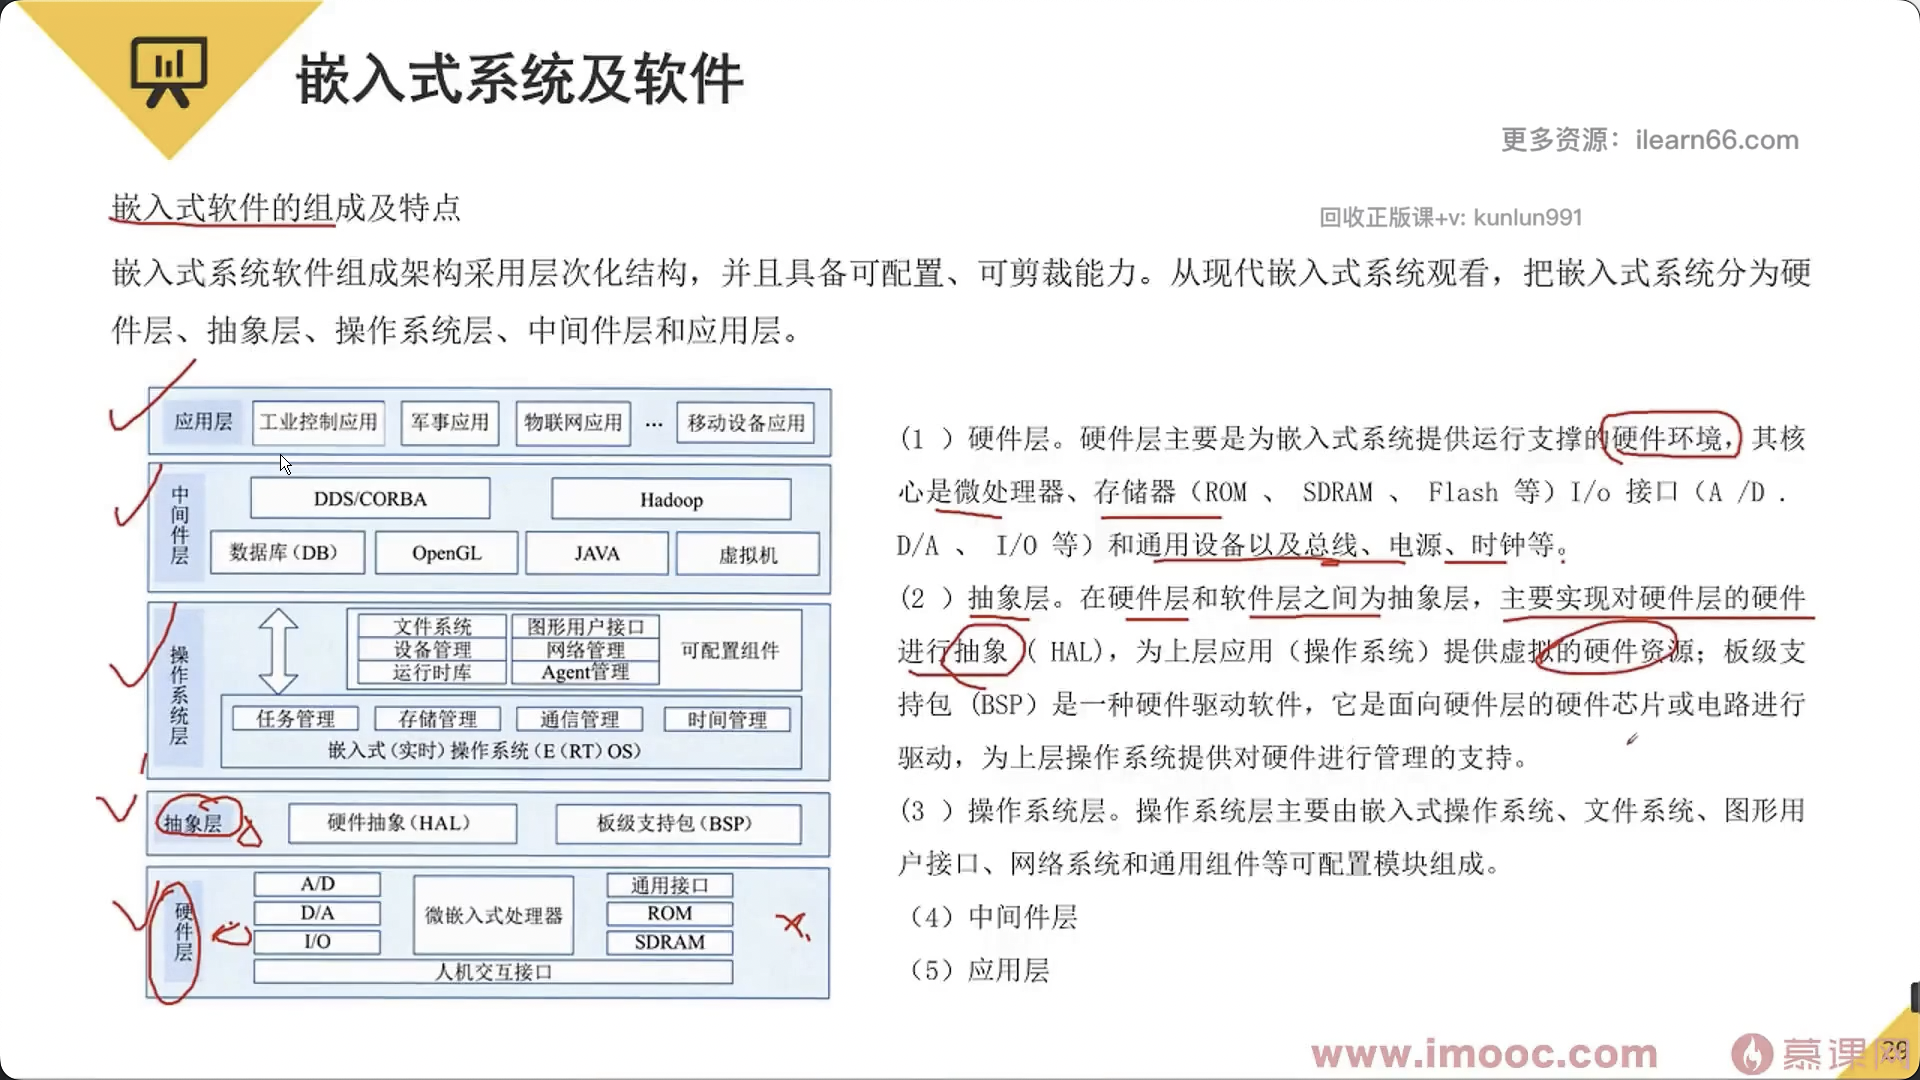 嵌入式系统及软件
更多资源：ilearn66.com
嵌入式软件的组成及特点
回收正版课+v: kunlun991
嵌入式系统软件组成架构采用层次化结构，并且具备可配置、可剪裁能力。从现代嵌入式系统观看，把嵌入式系统分为硬
件层、抽象层、操作系统层、中间件层和应用层。
应用层 工业控制应用 军事应用 物联网应用 … 移动设备应用
中间件层
DDS/CORBA Hadoop
数据库（DB） OpenGL JAVA 虚拟机
操作系统层
文件系统 图形用户接口
设备管理 网络管理 可配置组件
运行时库 Agent管理
任务管理 存储管理 通信管理 时间管理
嵌入式（实时）操作系统（E（RT）OS）
抽象层 硬件抽象（HAL） 板级支持包（BSP）
硬件层
A/D 微嵌入式处理器 通用接口
D/A ROM
I/O SDRAM
人机交互接口
（1 ）硬件层。硬件层主要是为嵌入式系统提供运行支撑的硬件环境，其核
心是微处理器、存储器（ROM 、 SDRAM 、 Flash 等）I/o 接口（A /D .
D/A 、 I/O 等）和通用设备以及总线、电源、时钟等。
（2 ）抽象层。在硬件层和软件层之间为抽象层，主要实现对硬件层的硬件
进行抽象（ HAL），为上层应用（操作系统）提供虚拟的硬件资源；板级支
持包（BSP）是一种硬件驱动软件，它是面向硬件层的硬件芯片或电路进行
驱动，为上层操作系统提供对硬件进行管理的支持。
（3 ）操作系统层。操作系统层主要由嵌入式操作系统、文件系统、图形用
户接口、网络系统和通用组件等可配置模块组成。
（4）中间件层
（5）应用层
www.imooc.com 慕课网
29